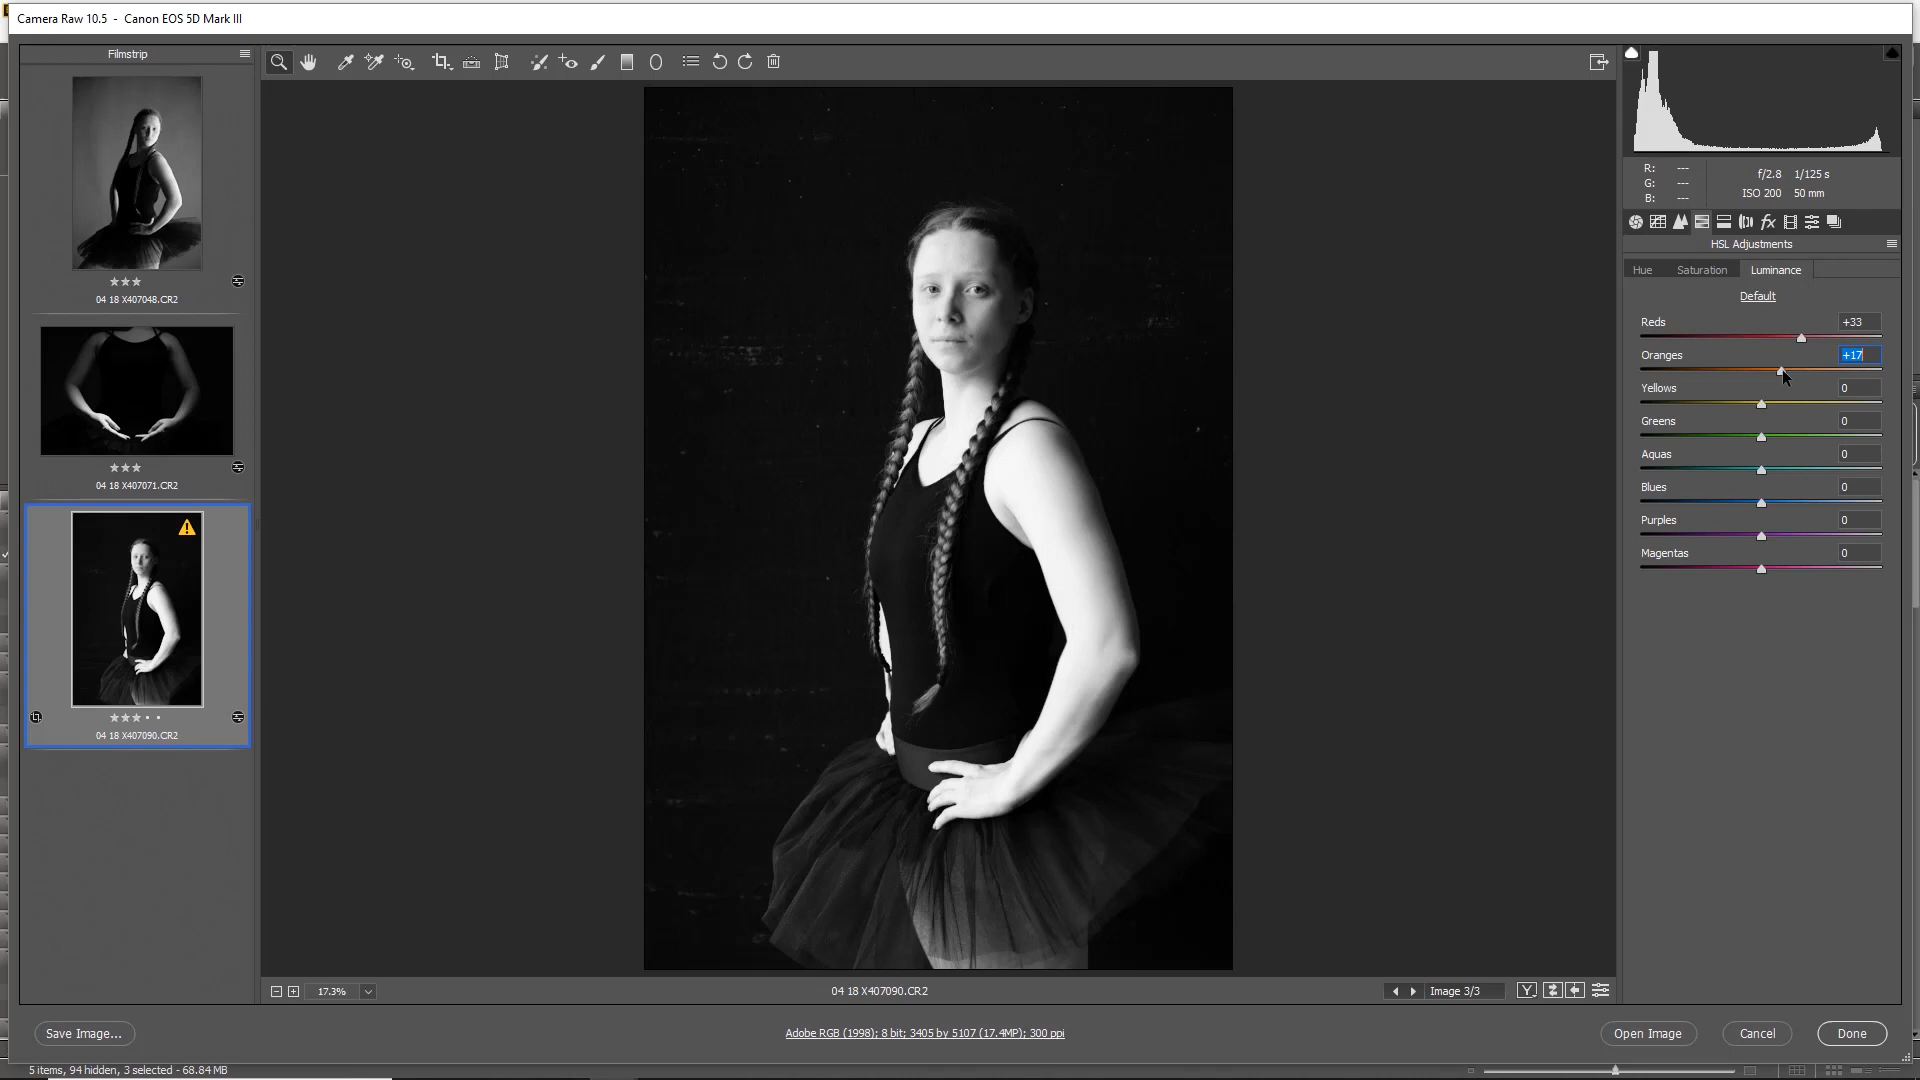 Camera Raw 10.5 - Canon EOS 5D Mark III
Filmstrip
04 18 X407048.CR2
04 18 X407071.CR2
04 18 X407090.CR2
R: ---
G: ---
B: ---
f/2.8 1/125 s
ISO 200 50 mm
fx
HSL Adjustments
Hue Saturation Luminance
Default
Reds +33
Oranges +17
Yellows 0
Greens 0
Aquas 0
Blues 0
Purples 0
Magentas 0
17.3%
04 18 X407090.CR2
Image 3/3
Y
Save Image...
Adobe RGB (1998); 8 bit; 3405 by 5107 (17.4MP); 300 ppi
Open Image
Cancel
Done
5 items, 94 hidden, 3 selected - 68.84 MB